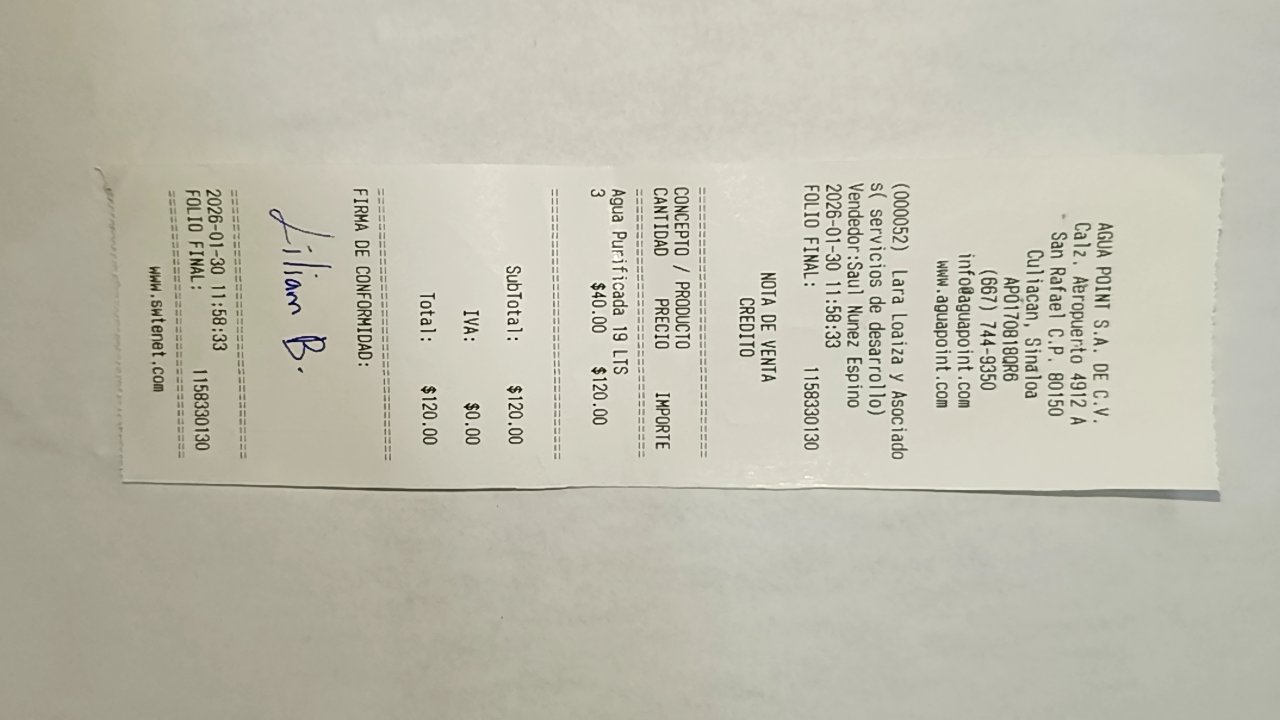 AGUA POINT S.A. DE C.V.
Calz. Abropuerto 4912 A
San Rafael C.P. 80150
Culiacan, Sinaloa
APO170818QR6
(667) 744-9350
info@aguapoint.com
www.aguapoint.com
(000052) Lara Loaiza y Asociado
s( servicios de desarrollo)
Vendedor:Saul Nunez Espino
2026-01-30 11:58:33
FOLIO FINAL: 1158330130
NOTA DE VENTA
CREDITO
================================
CONCEPTO / PRODUCTO
CANTIDAD PRECIO IMPORTE
================================
Agua Purificada 19 LTS
3 $40.00 $120.00
================================
SubTotal: $120.00
IVA: $0.00
Total: $120.00
================================
FIRMA DE CONFORMIDAD:
Lilian B.
================================
2026-01-30 11:58:33
FOLIO FINAL: 1158330130
================================
www.swtenet.com